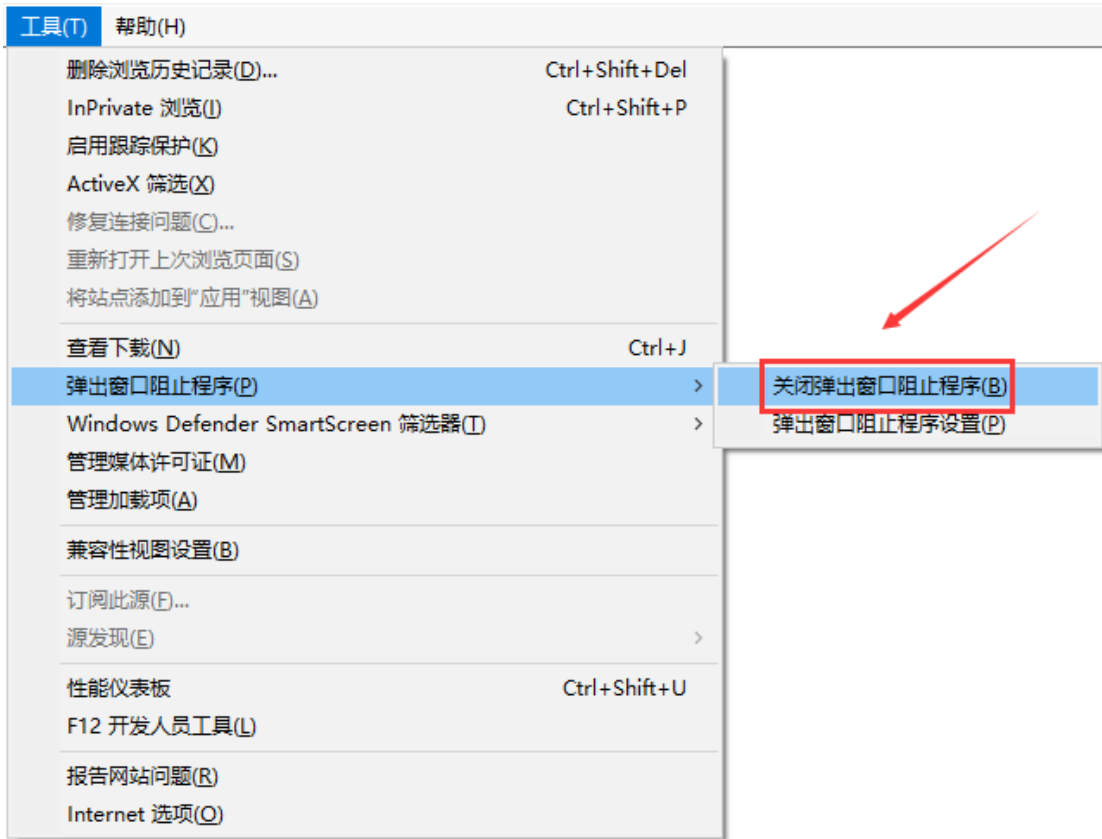 工具(T) 帮助(H)
删除浏览历史记录(D)... Ctrl+Shift+Del
InPrivate 浏览(I) Ctrl+Shift+P
启用跟踪保护(K)
ActiveX 筛选(X)
修复连接问题(C)...
重新打开上次浏览页面(S)
将站点添加到“应用”视图(A)
查看下载(N) Ctrl+J
弹出窗口阻止程序(P) 关闭弹出窗口阻止程序(B)
Windows Defender SmartScreen 筛选器(T) 弹出窗口阻止程序设置(P)
管理媒体许可证(M)
管理加载项(A)
兼容性视图设置(B)
订阅此源(F)...
源发现(E)
性能仪表板 Ctrl+Shift+U
F12 开发人员工具(L)
报告网站问题(R)
Internet 选项(O)